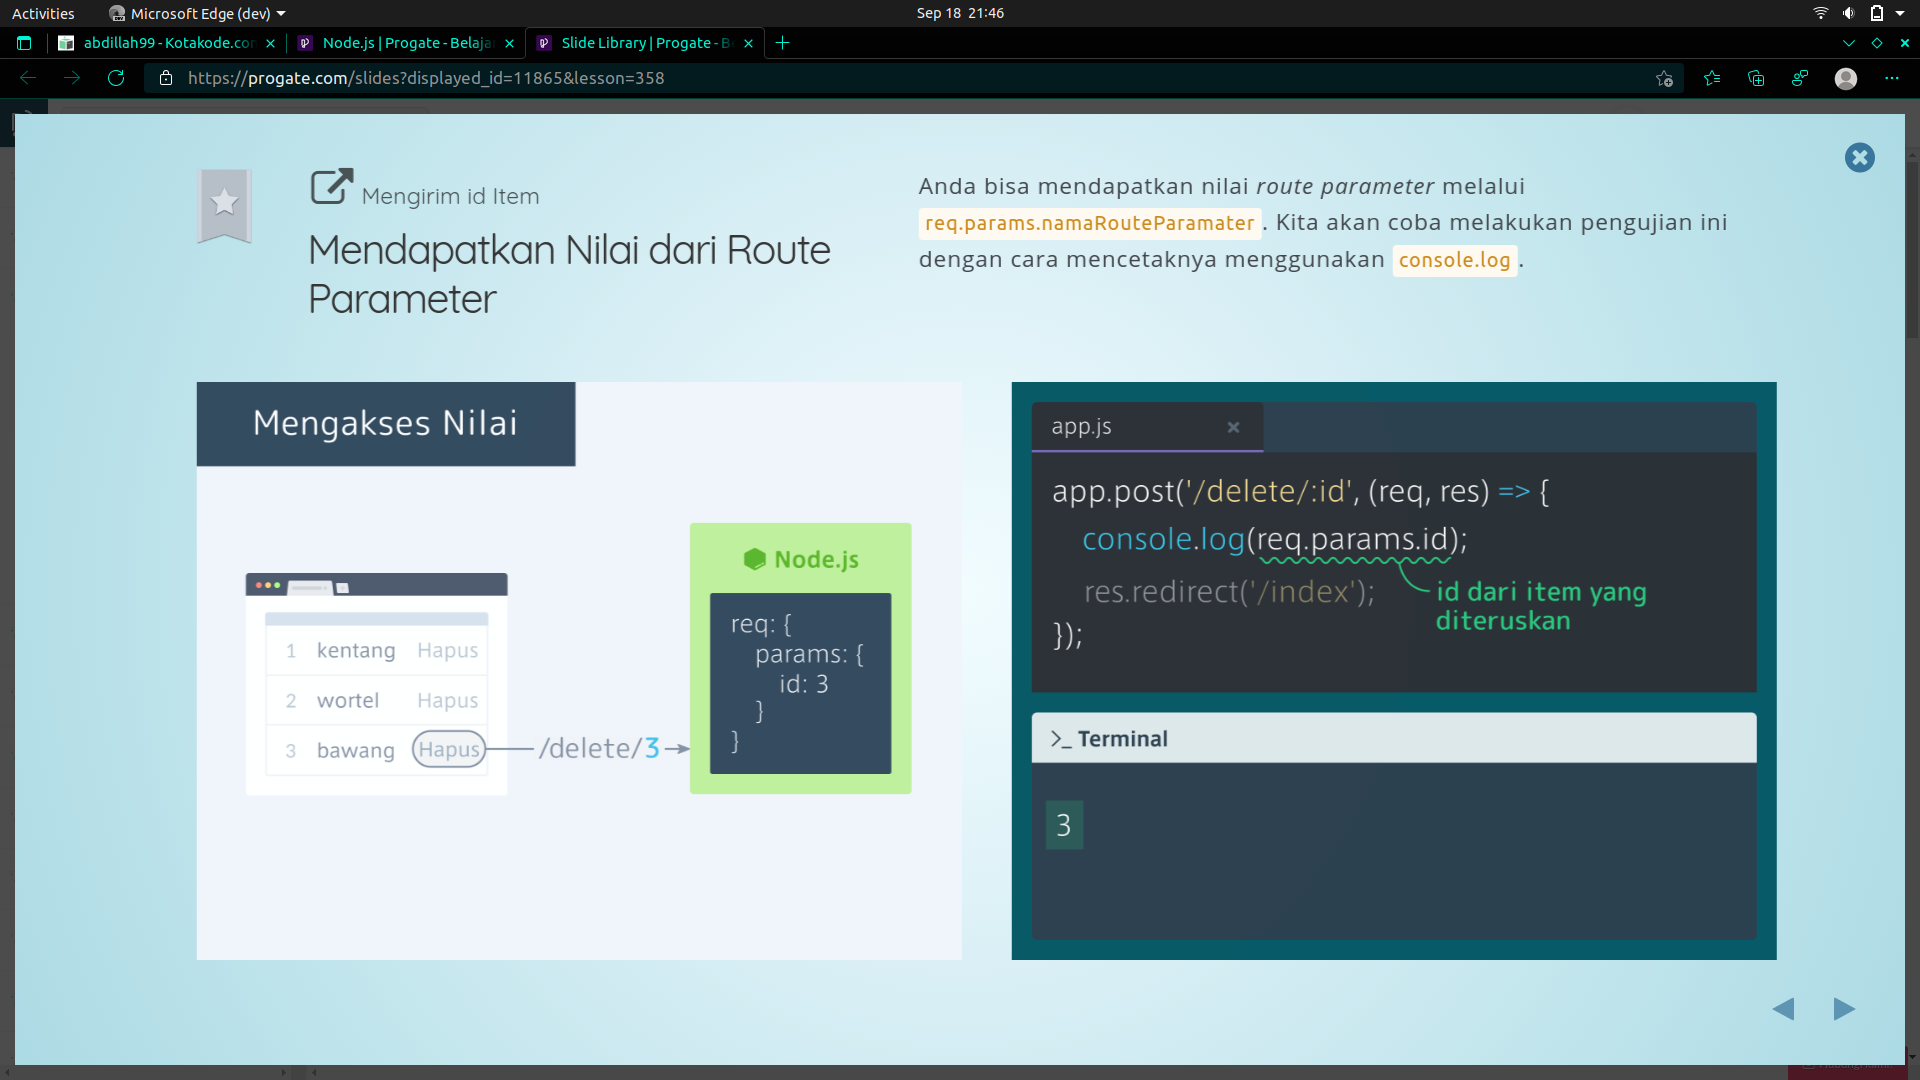 Activities
Microsoft Edge (dev)
Sep 18 21:46
abdillah99 - Kotakode.con
Node.js | Progate - Belaja
Slide Library | Progate - Be
https://progate.com/slides?displayed_id=11865&lesson=358
Mengirim id Item
Mendapatkan Nilai dari Route
Parameter
Anda bisa mendapatkan nilai route parameter melalui
req.params.namaRouteParamater. Kita akan coba melakukan pengujian ini
dengan cara mencetaknya menggunakan console.log.
Mengakses Nilai
1 kentang Hapus
2 wortel Hapus
3 bawang Hapus
/delete/3
Node.js
req: {
params: {
id: 3
}
}
app.js
app.post('/delete/:id', (req, res) => {
console.log(req.params.id);
res.redirect('/index');
});
id dari item yang
diteruskan
>_ Terminal
3